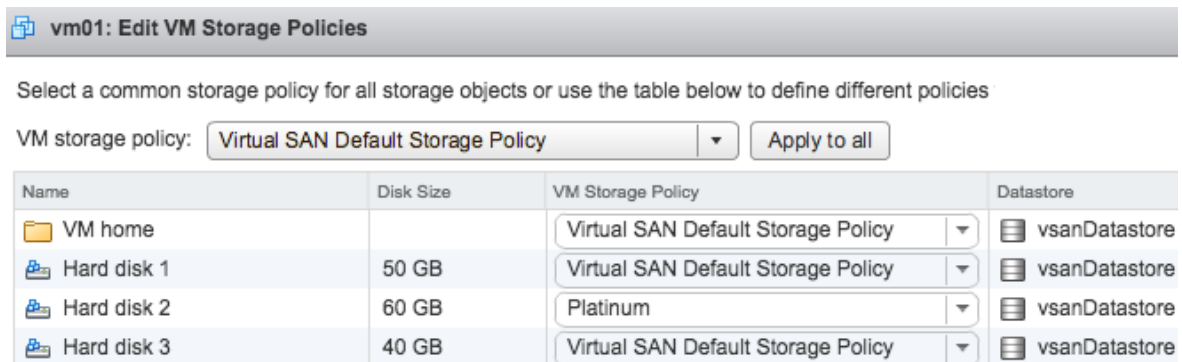 vm01: Edit VM Storage Policies
Select a common storage policy for all storage objects or use the table below to define different policies
VM storage policy: Virtual SAN Default Storage Policy Apply to all
Name Disk Size VM Storage Policy Datastore
VM home Virtual SAN Default Storage Policy vsanDatastore
Hard disk 1 50 GB Virtual SAN Default Storage Policy vsanDatastore
Hard disk 2 60 GB Platinum vsanDatastore
Hard disk 3 40 GB Virtual SAN Default Storage Policy vsanDatastore